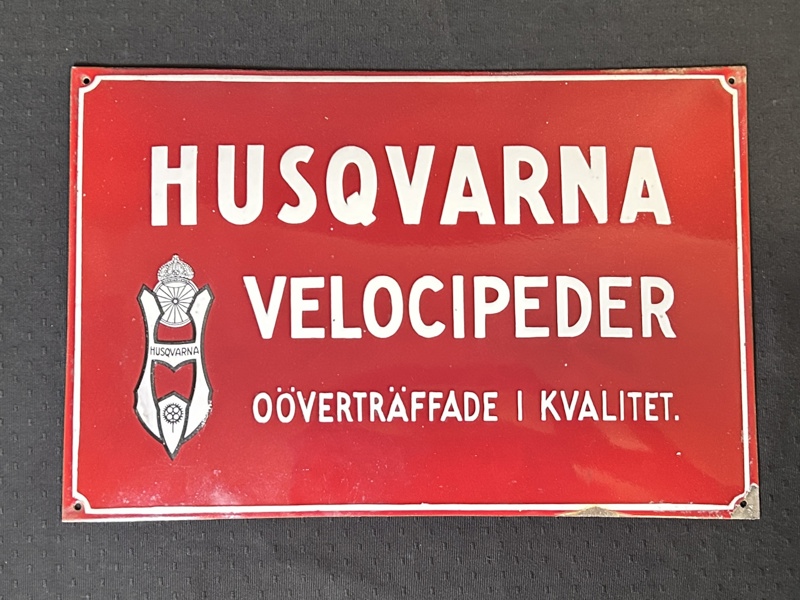 HUSQVARNA
VELOCIPEDER
HUSQVARNA
OÖVERTRÄFFADE I KVALITET.